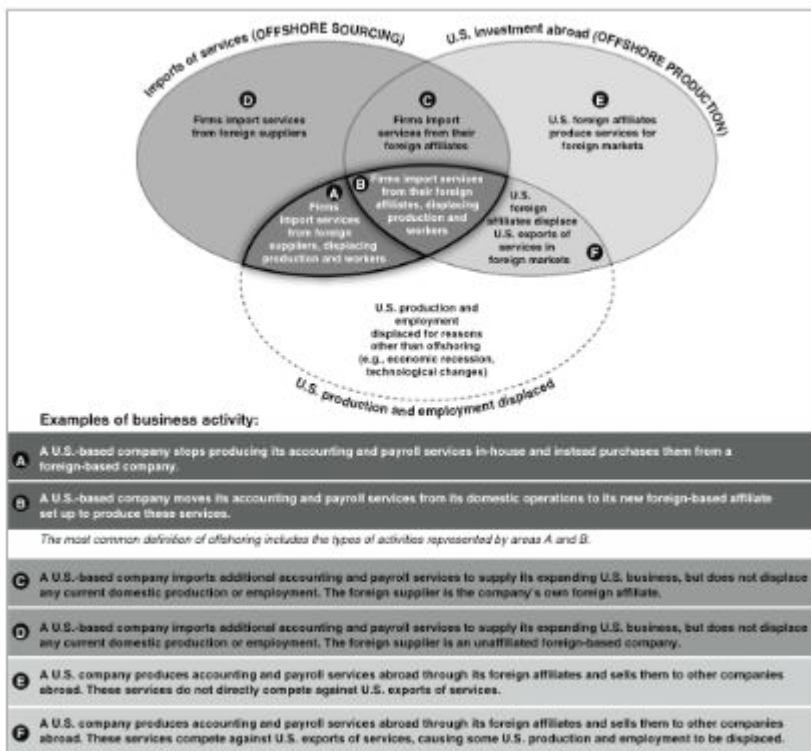 Imports of services (OFFSHORE SOURCING)
U.S. investment abroad (OFFSHORE PRODUCTION)
D
Firms import services
from foreign suppliers
C
Firms import
services from their
foreign affiliates
E
U.S. foreign affiliates
produce services for
foreign markets
A
Firms
import services
from foreign
suppliers, displacing
production and workers
B
Firms import services
from their foreign
affiliates, displacing
production and
workers
U.S.
foreign
affiliates displace
U.S. exports of
services in
foreign markets
F
U.S. production and
employment
displaced for reasons
other than offshoring
(e.g., economic recession,
technological changes)
U.S. production and employment displaced
Examples of business activity:
A A U.S.-based company stops producing its accounting and payroll services in-house and instead purchases them from a
foreign-based company.
B A U.S.-based company moves its accounting and payroll services from its domestic operations to its new foreign-based affiliate
set up to produce these services.
The most common definition of offshoring includes the types of activities represented by areas A and B.
C A U.S.-based company imports additional accounting and payroll services to supply its expanding U.S. business, but does not displace
any current domestic production or employment. The foreign supplier is the company's own foreign affiliate.
D A U.S.-based company imports additional accounting and payroll services to supply its expanding U.S. business, but does not displace
any current domestic production or employment. The foreign supplier is an unaffiliated foreign-based company.
E A U.S. company produces accounting and payroll services abroad through its foreign affiliates and sells them to other companies
abroad. These services do not directly compete against U.S. exports of services.
F A U.S. company produces accounting and payroll services abroad through its foreign affiliates and sells them to other companies
abroad. These services compete against U.S. exports of services, causing some U.S. production and employment to be displaced.